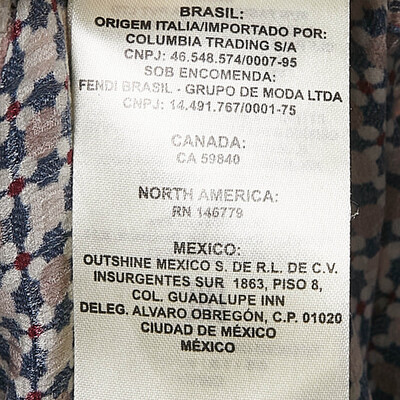 BRASIL:
ORIGEM ITALIA/IMPORTADO POR:
COLUMBIA TRADING S/A
CNPJ: 46.548.574/0007-95
SOB ENCOMENDA:
FENDI BRASIL - GRUPO DE MODA LTDA
CNPJ: 14.491.767/0001-75
CANADA:
CA 59840
NORTH AMERICA:
RN 146779
MEXICO:
OUTSHINE MEXICO S. DE R.L. DE C.V.
INSURGENTES SUR 1863, PISO 8,
COL. GUADALUPE INN
DELEG. ALVARO OBREGÓN, C.P. 01020
CIUDAD DE MÉXICO
MÉXICO